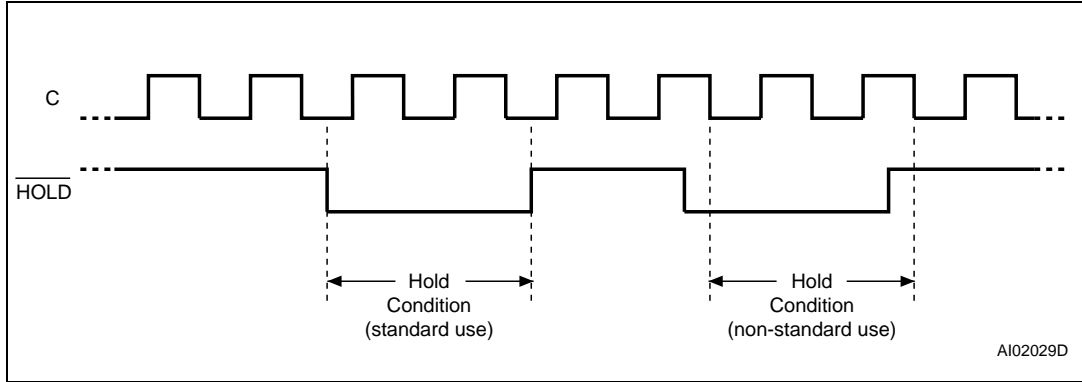 C
HOLD
Hold
Condition
(standard use)
Hold
Condition
(non-standard use)
AI02029D